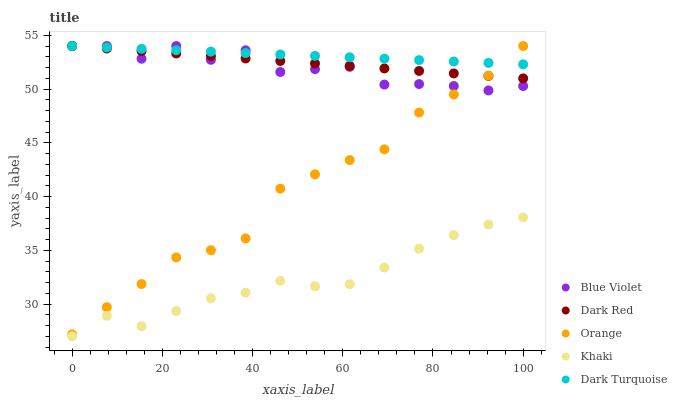 title
55
50
45
40
35
30
0
20
40
60
80
100
yaxis_label
xaxis_label
Blue Violet
Dark Red
Orange
Khaki
Dark Turquoise